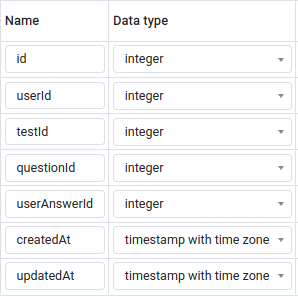 Name Data type
id integer
userId integer
testId integer
questionId integer
userAnswerId integer
createdAt timestamp with time zone
updatedAt timestamp with time zone